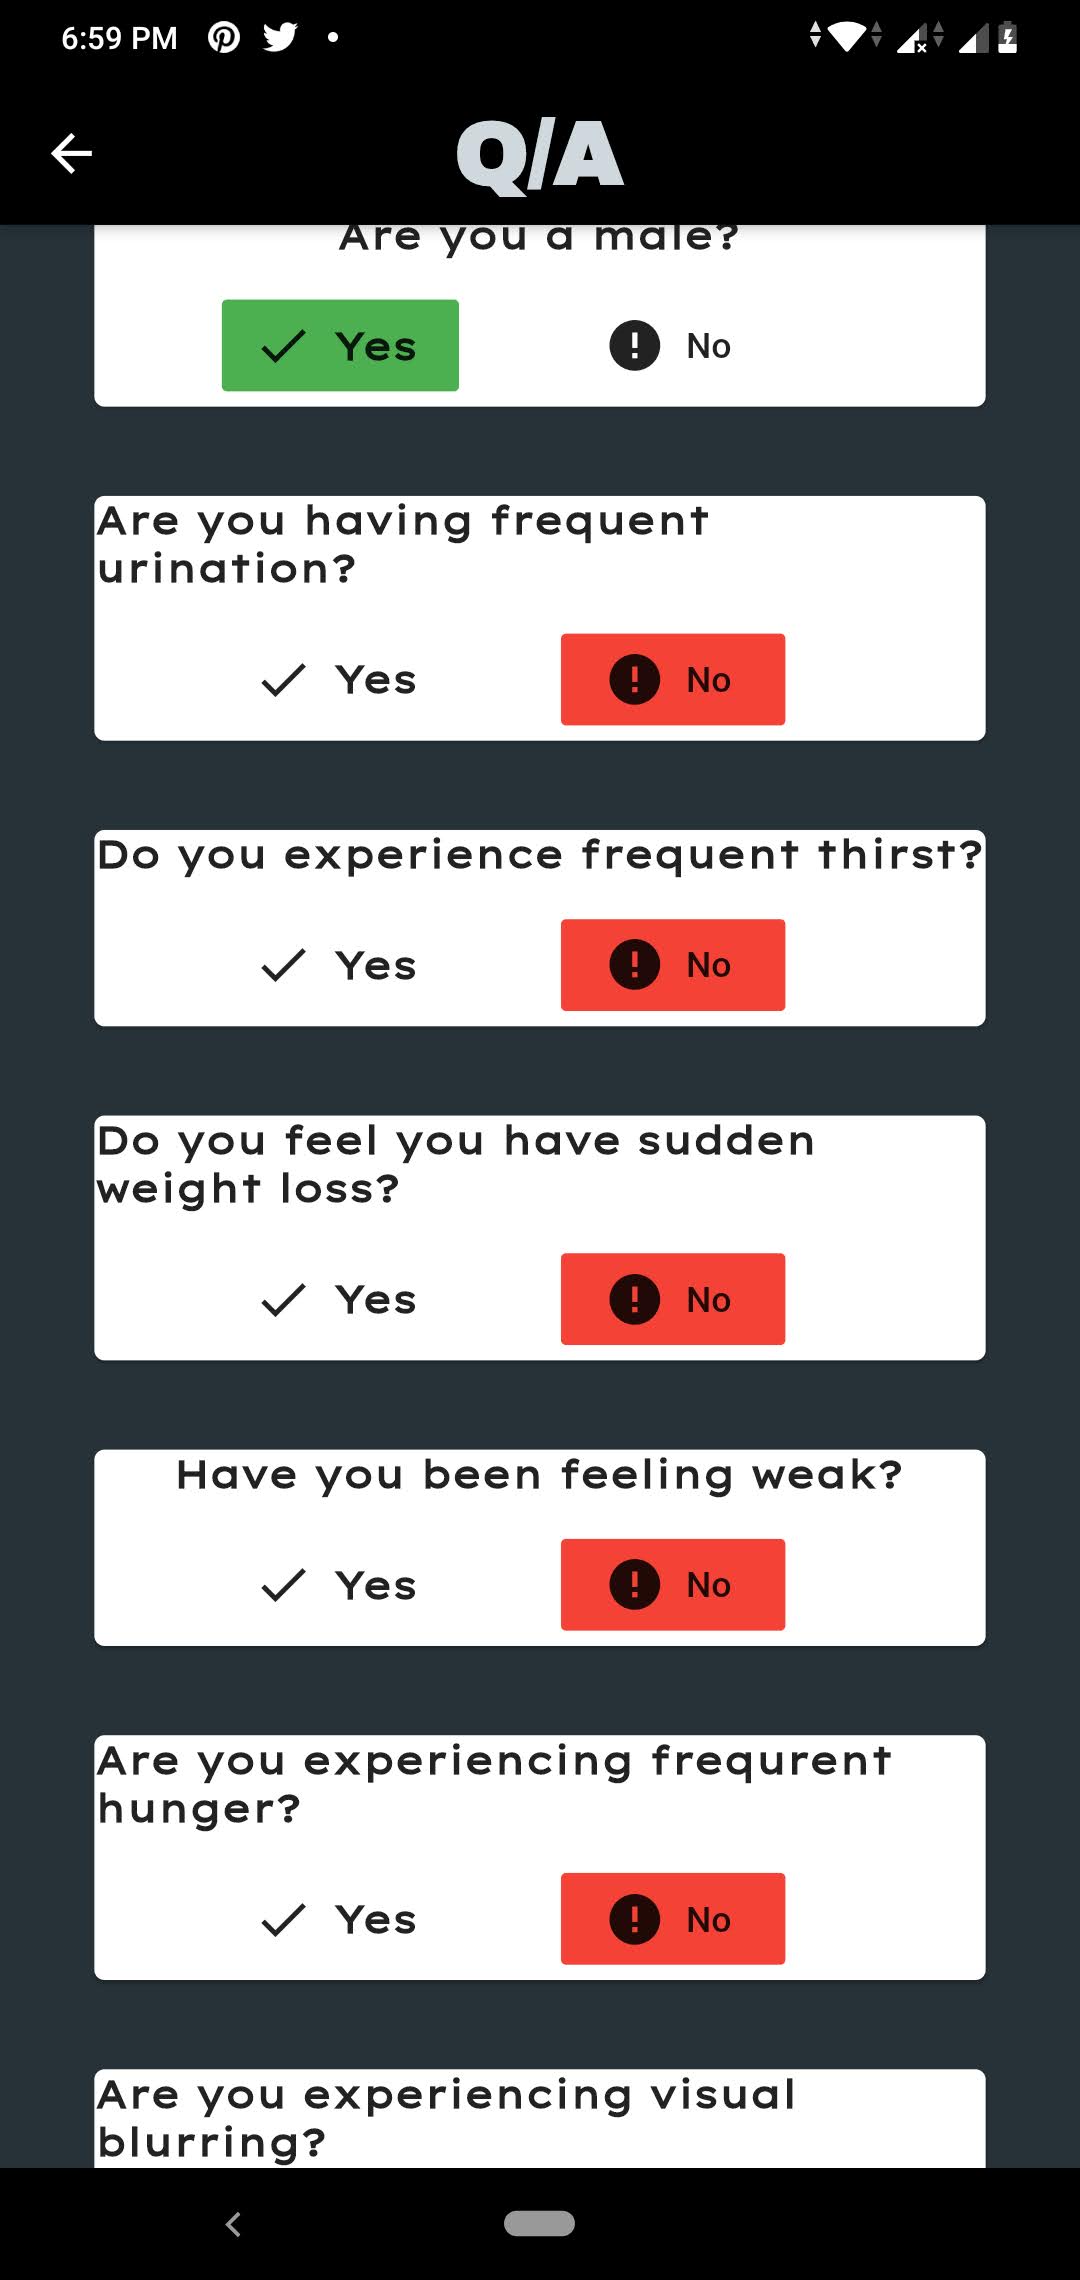 6:59 PM
Q/A
Are you a male?
Yes
No
Are you having frequent
urination?
Yes
No
Do you experience frequent thirst?
Yes
No
Do you feel you have sudden
weight loss?
Yes
No
Have you been feeling weak?
Yes
No
Are you experiencing frequrent
hunger?
Yes
No
Are you experiencing visual
blurring?